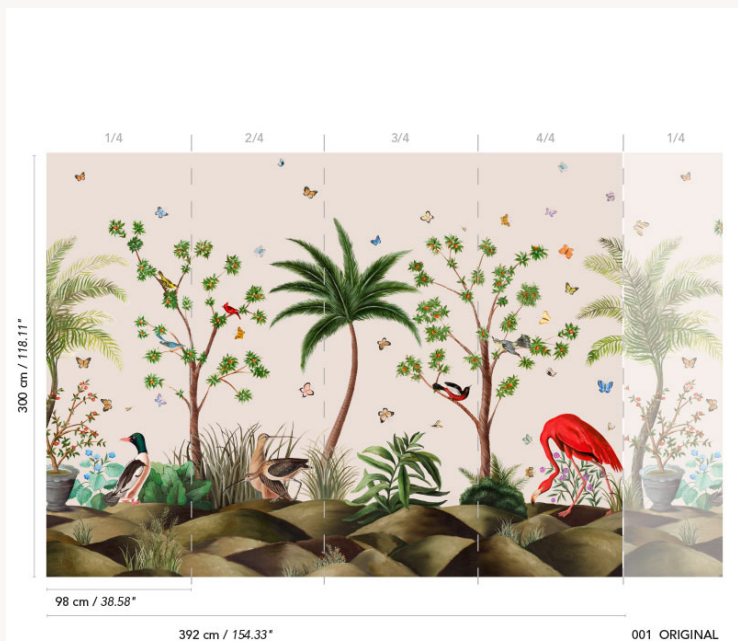 1/4 2/4 3/4 4/4 1/4
300 cm / 118.11"
98 cm / 38.58"
392 cm / 154.33" 001 ORIGINAL